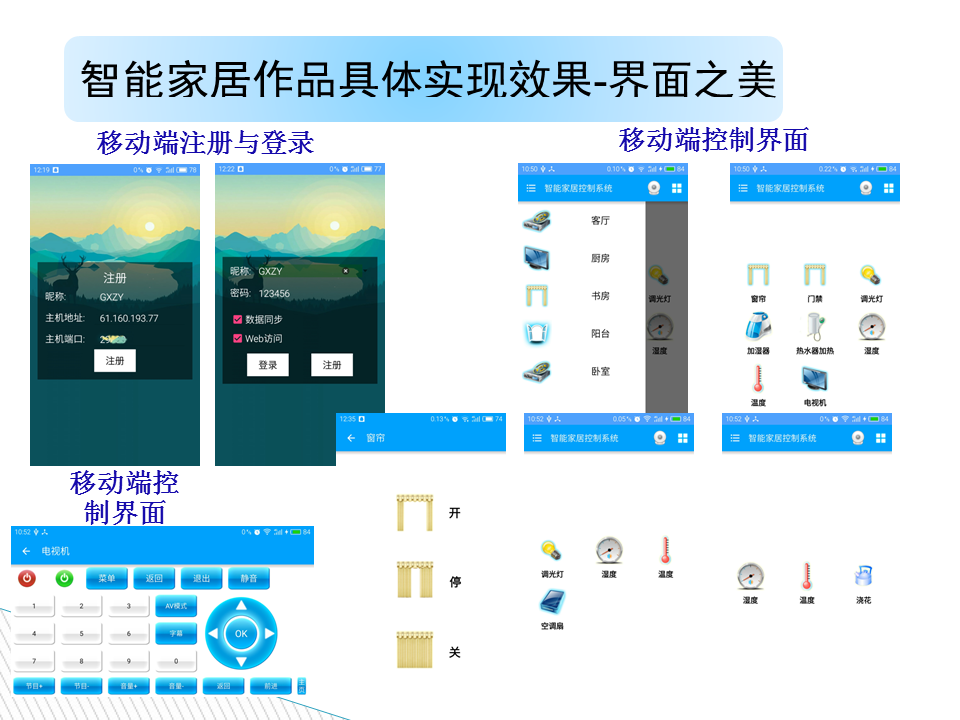 智能家居作品具体实现效果-界面之美
移动端注册与登录
移动端控制界面
12:19 0% 78
注册
昵称: GXZY
主机地址: 61.160.193.77
主机端口:
注册
12:22 0% 77
昵称: GXZY
密码: 123456
数据同步
Web访问
登录 注册
10:50 0.10% 84
智能家居控制系统
客厅
厨房
书房
阳台
卧室
调光灯
湿度
10:50 0.22% 84
智能家居控制系统
窗帘 门禁 调光灯
加湿器 热水器加热 湿度
温度 电视机
12:35 0.13% 74
窗帘
开
停
关
10:52 0.05% 84
智能家居控制系统
调光灯 湿度 温度
空调扇
10:52 0% 84
智能家居控制系统
湿度 温度 浇花
移动端控
制界面
10:52 0% 84
电视机
菜单 返回 退出 静音
1 2 3 AV模式
4 5 6 字幕
OK
7 8 9 0
节目+ 节目- 音量+ 音量- 返回 前进 主页